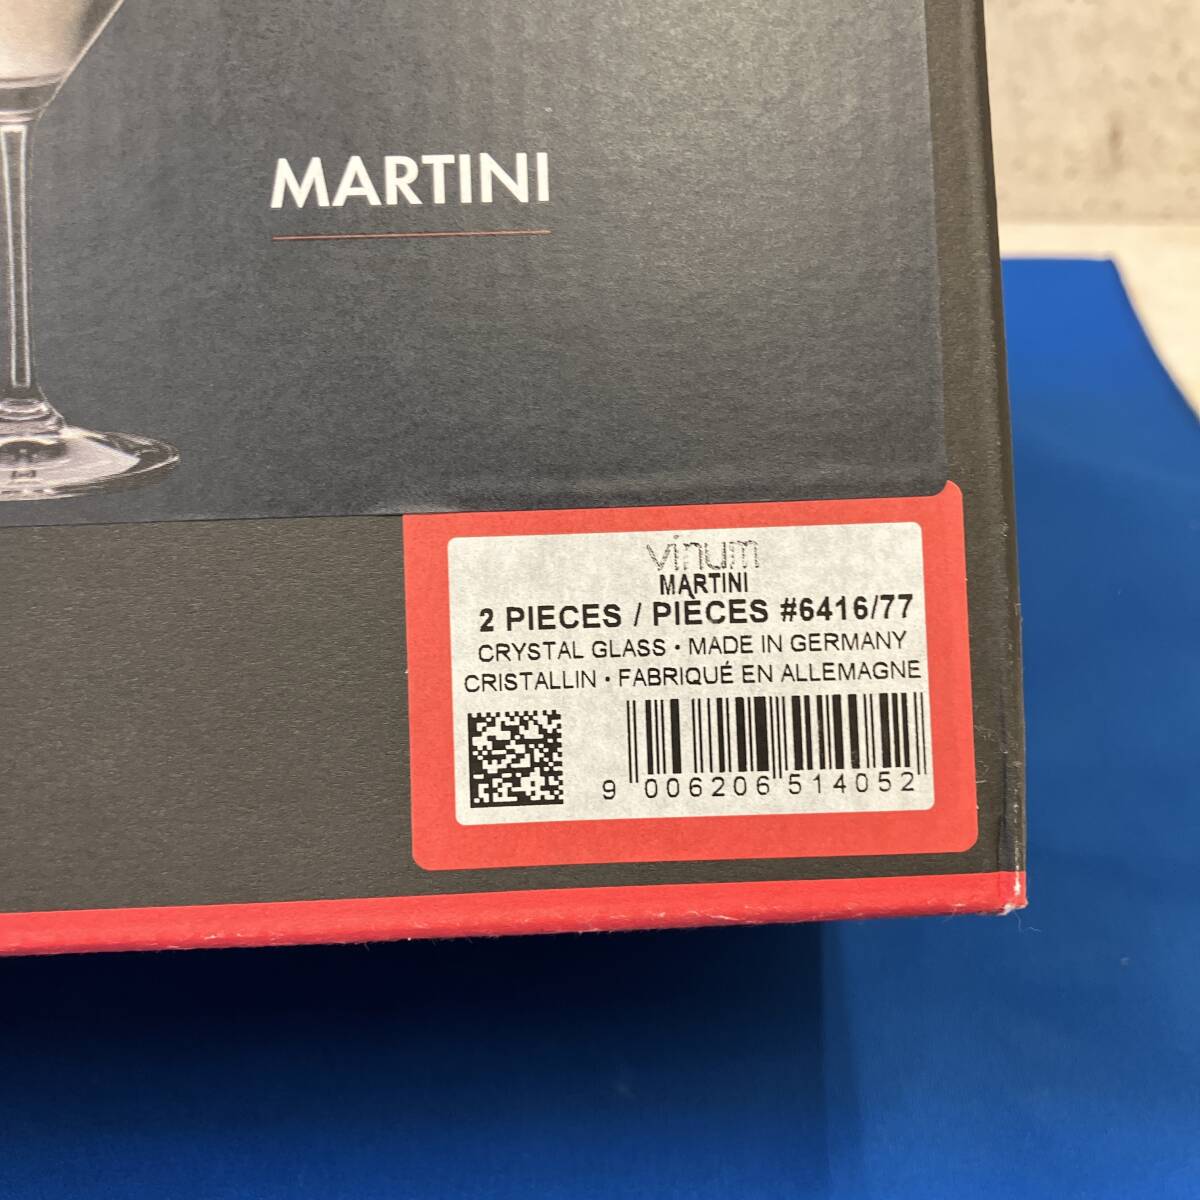 MARTINI
vinum
MARTINI
2 PIECES / PIÈCES #6416/77
CRYSTAL GLASS · MADE IN GERMANY
CRISTALLIN · FABRIQUÉ EN ALLEMAGNE
9 006206 514052